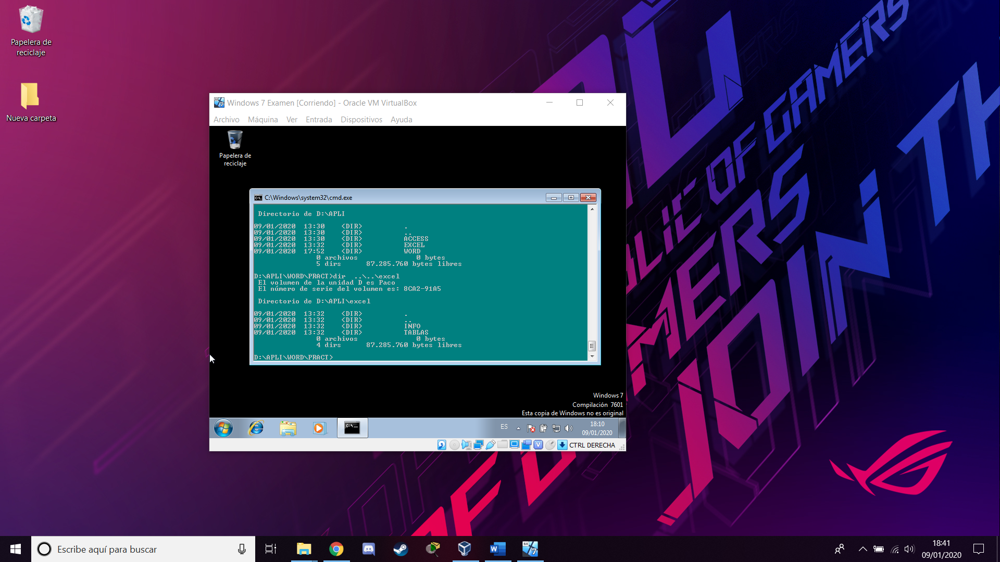 Papelera de
reciclaje
Nueva carpeta
REPUBLIC OF GAMERS
Windows 7 Examen [Corriendo] - Oracle VM VirtualBox
Archivo Máquina Ver Entrada Dispositivos Ayuda
Papelera de
reciclaje
C:\Windows\system32\cmd.exe
Directorio de D:\APLI
09/01/2020 13:30 <DIR> .
09/01/2020 13:30 <DIR> ..
09/01/2020 13:30 <DIR> ACCESS
09/01/2020 13:32 <DIR> EXCEL
09/01/2020 17:52 <DIR> WORD
0 archivos 0 bytes
5 dirs 87.285.760 bytes libres
D:\APLI\WORD\PRACT>dir ..\..\excel
El volumen de la unidad D es Paco
El número de serie del volumen es: 8CA2-91A5
Directorio de D:\APLI\excel
09/01/2020 13:32 <DIR> .
09/01/2020 13:32 <DIR> ..
09/01/2020 13:32 <DIR> INFO
09/01/2020 13:32 <DIR> TABLAS
0 archivos 0 bytes
4 dirs 87.285.760 bytes libres
D:\APLI\WORD\PRACT>
JOIN TH
Windows 7
Compilación 7601
Esta copia de Windows no es original
ES
18:10
09/01/2020
CTRL DERECHA
Escribe aquí para buscar
18:41
09/01/2020